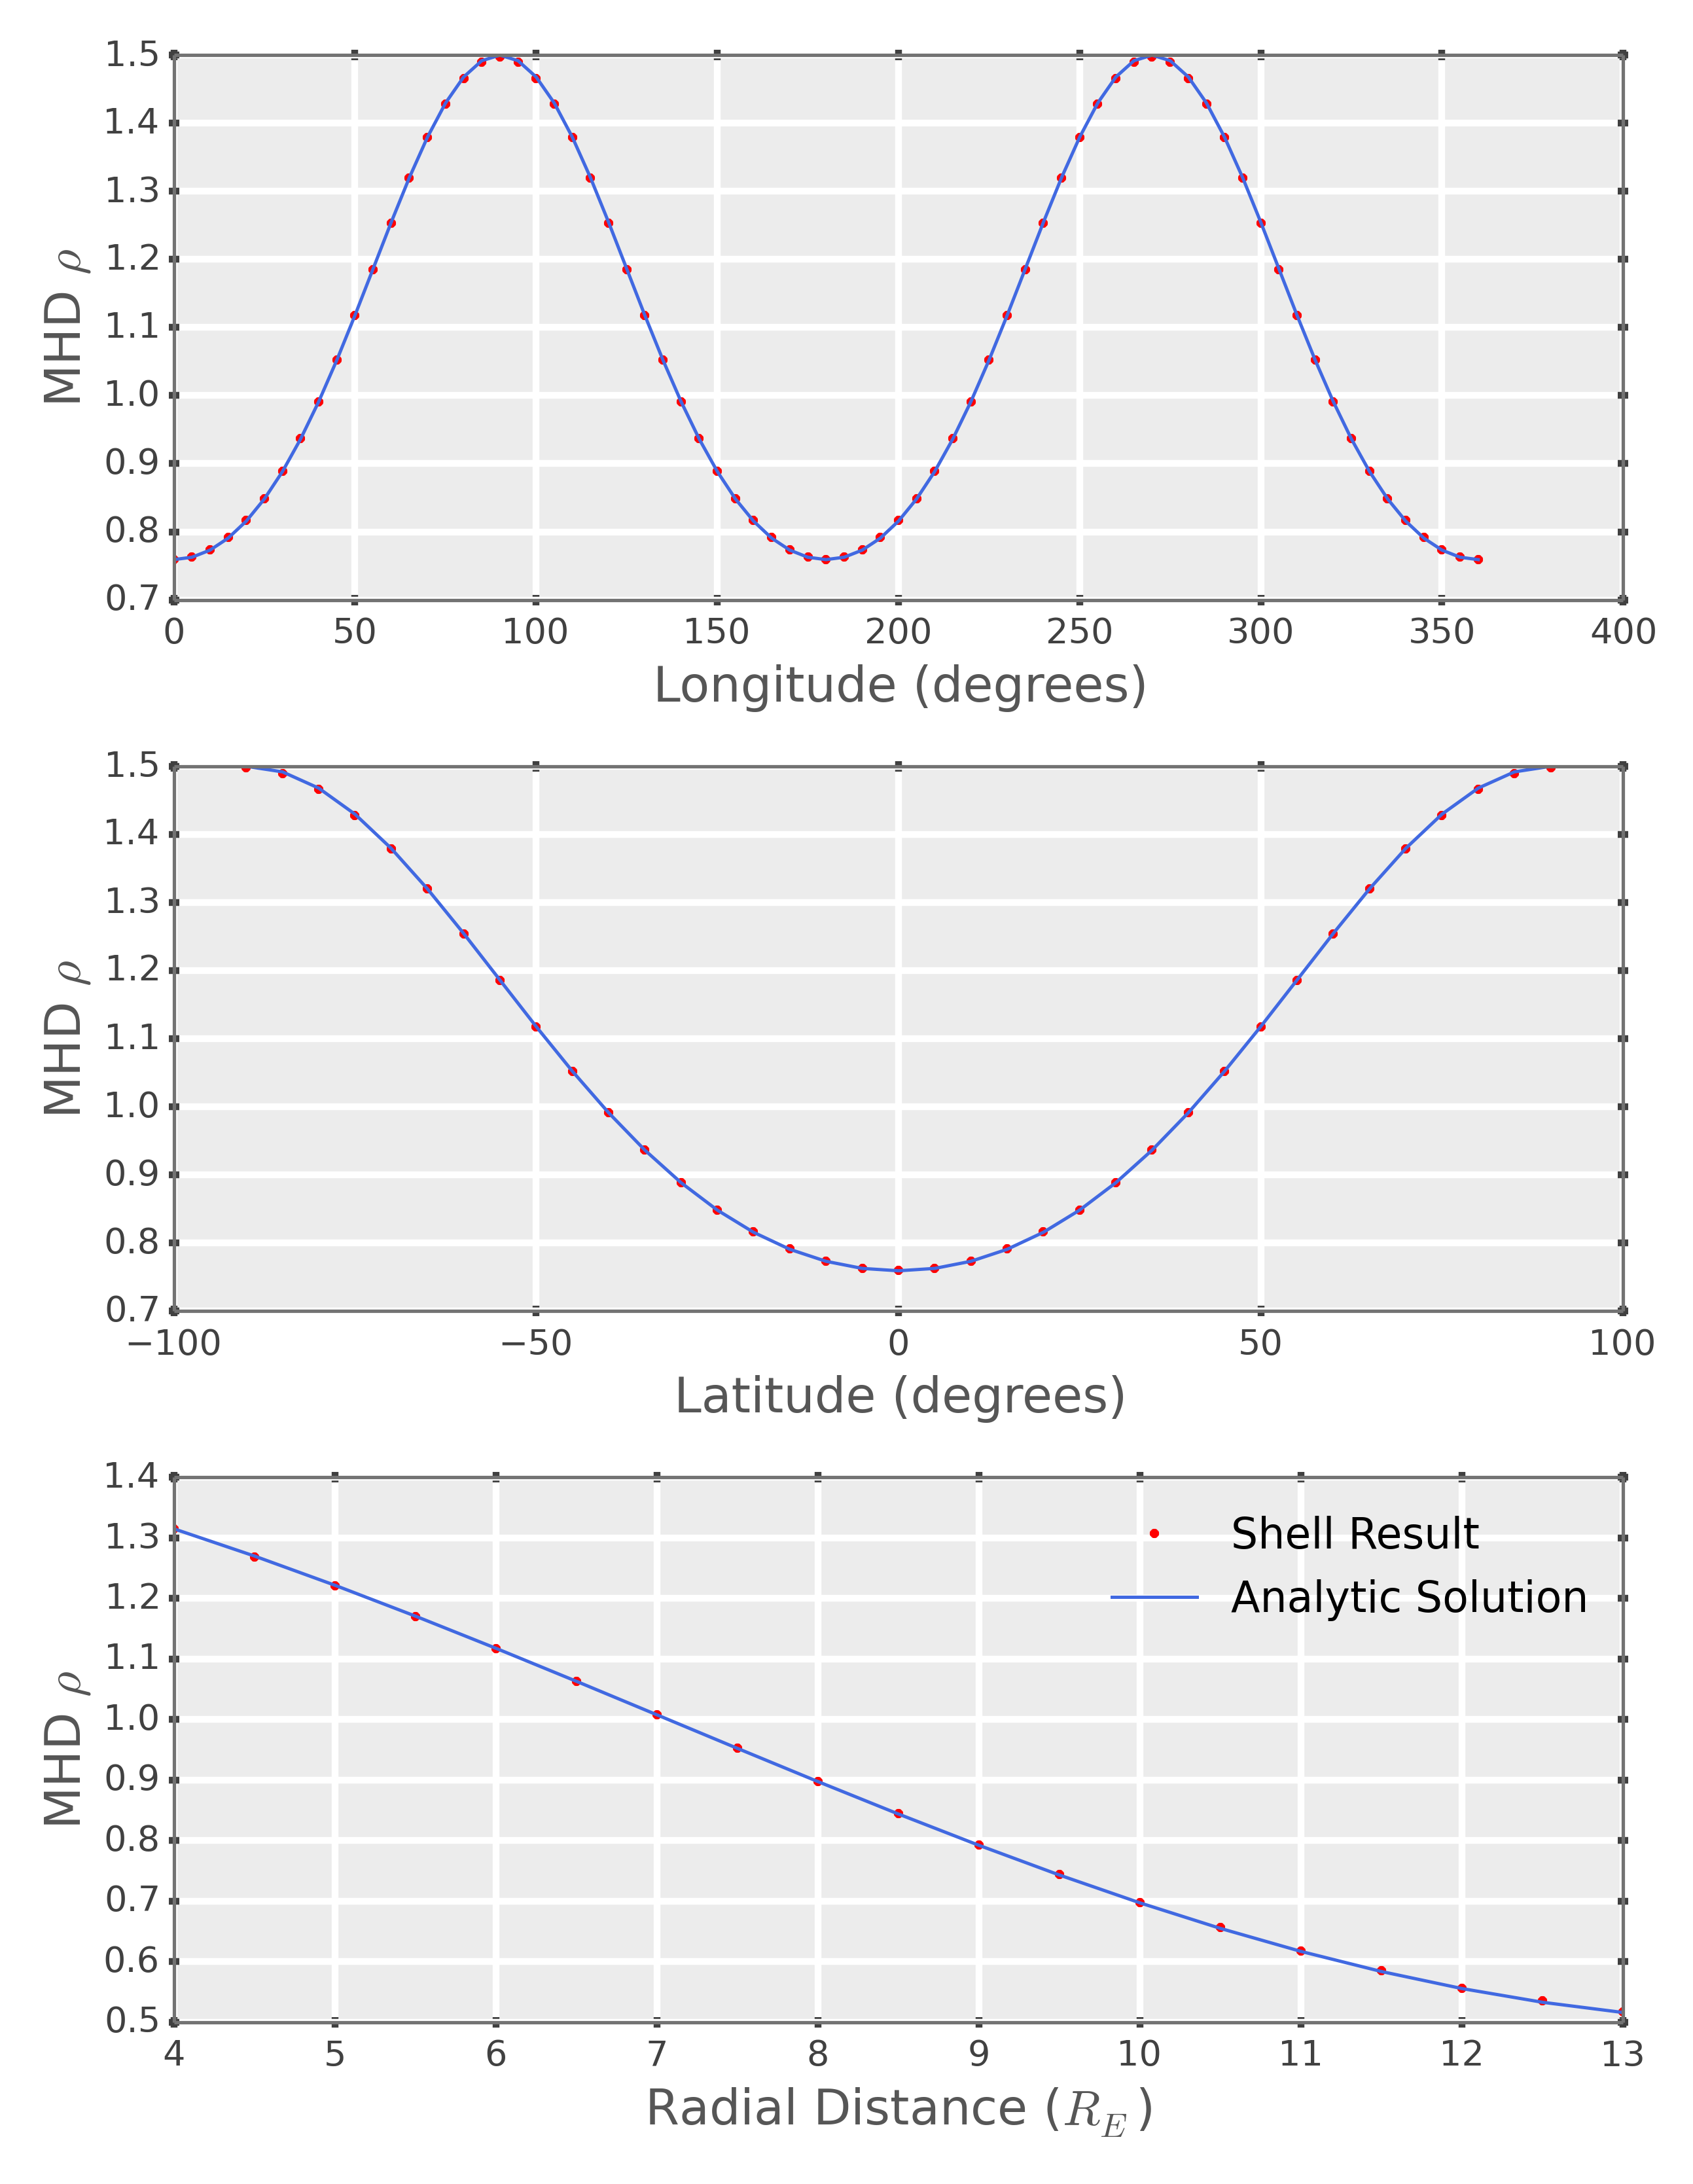 1.5
1.4
1.3
1.2
1.1
1.0
0.9
0.8
0.7
MHD ρ
0 50 100 150 200 250 300 350 400
Longitude (degrees)
1.5
1.4
1.3
1.2
1.1
1.0
0.9
0.8
0.7
MHD ρ
−100 −50 0 50 100
Latitude (degrees)
1.4
1.3
1.2
1.1
1.0
0.9
0.8
0.7
0.6
0.5
MHD ρ
Shell Result
Analytic Solution
4 5 6 7 8 9 10 11 12 13
Radial Distance (R_E)